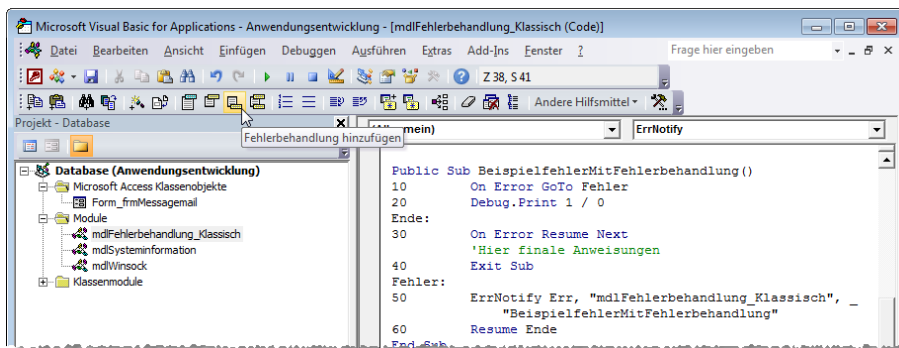 Microsoft Visual Basic for Applications - Anwendungsentwicklung - [mdlFehlerbehandlung_Klassisch (Code)]
Datei Bearbeiten Ansicht Einfügen Debuggen Ausführen Extras Add-Ins Fenster ? Frage hier eingeben
Z 38, S 41
Andere Hilfsmittel
Projekt - Database
Fehlerbehandlung hinzufügen
mein) ErrNotify
Database (Anwendungsentwicklung)
Microsoft Access Klassenobjekte
Form_frmMessagemail
Module
mdlFehlerbehandlung_Klassisch
mdlSysteminformation
mdlWinsock
Klassenmodule
Public Sub BeispielfehlerMitFehlerbehandlung()
10 On Error GoTo Fehler
20 Debug.Print 1 / 0
Ende:
30 On Error Resume Next
'Hier finale Anweisungen
40 Exit Sub
Fehler:
50 ErrNotify Err, "mdlFehlerbehandlung_Klassisch", _
"BeispielfehlerMitFehlerbehandlung"
60 Resume Ende
End Sub